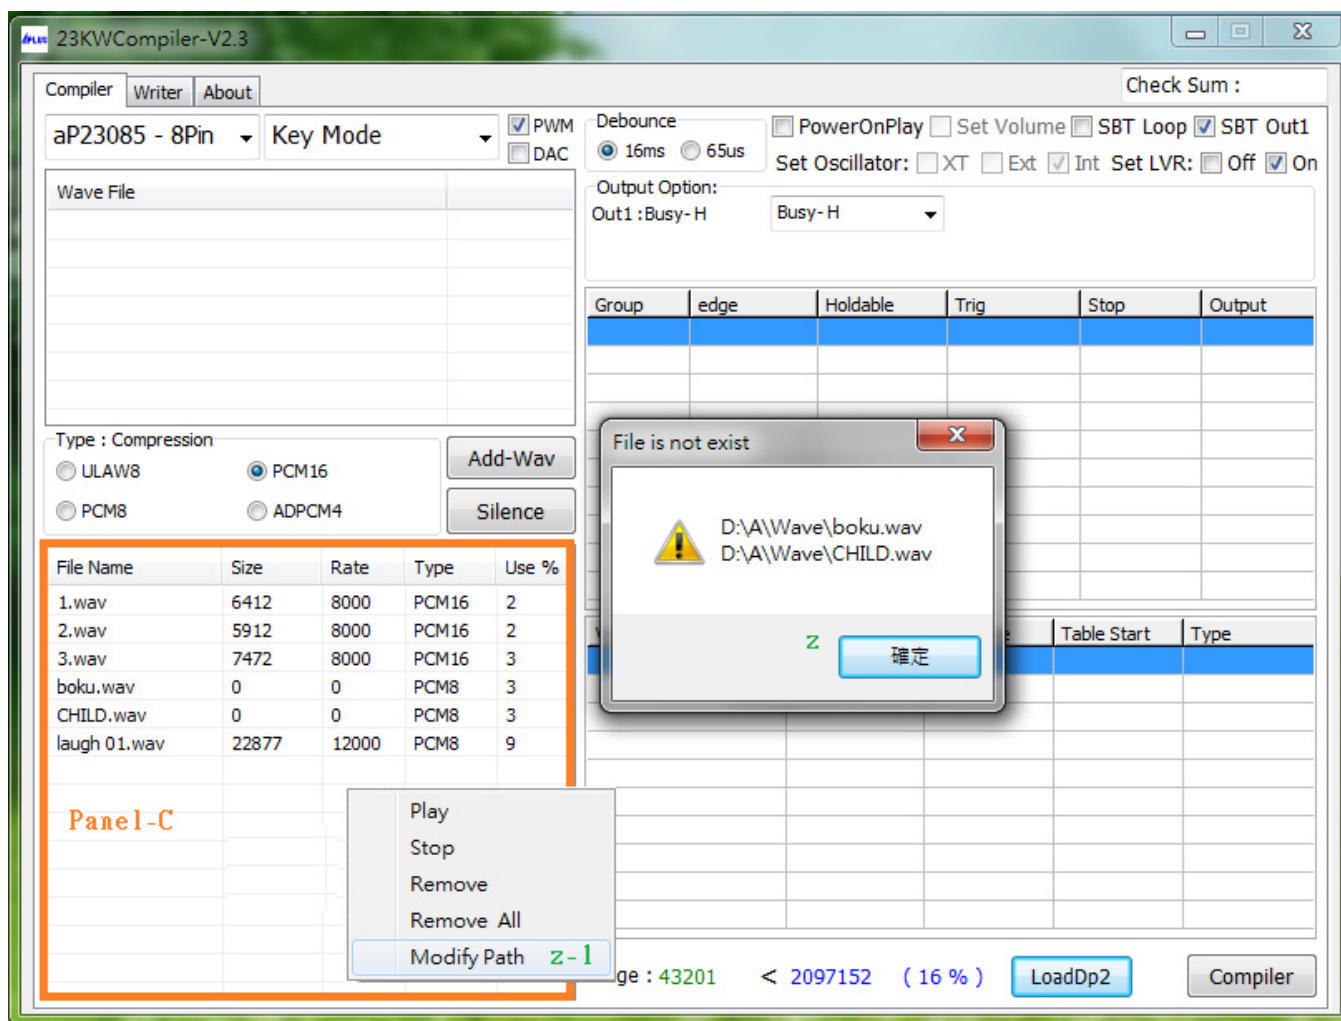 23KWCompiler-V2.3
Compiler Writer About
Check Sum :
aP23085 - 8Pin Key Mode
PWM
DAC
Debounce
16ms 65us
PowerOnPlay Set Volume SBT Loop SBT Out1
Set Oscillator: XT Ext Int Set LVR: Off On
Wave File
Output Option:
Out1 :Busy- H
Busy- H
Group edge Holdable Trig Stop Output
Type : Compression
ULAW8 PCM16
PCM8 ADPCM4
Add-Wav
Silence
File is not exist
D:\A\Wave\boku.wav
D:\A\Wave\CHILD.wav
z
確定
File Name Size Rate Type Use %
1.wav 6412 8000 PCM16 2
2.wav 5912 8000 PCM16 2
3.wav 7472 8000 PCM16 3
boku.wav 0 0 PCM8 3
CHILD.wav 0 0 PCM8 3
laugh 01.wav 22877 12000 PCM8 9
Table Start Type
Panel-C
Play
Stop
Remove
Remove All
Modify Path z-1
ge : 43201 < 2097152 ( 16 % )
LoadDp2
Compiler